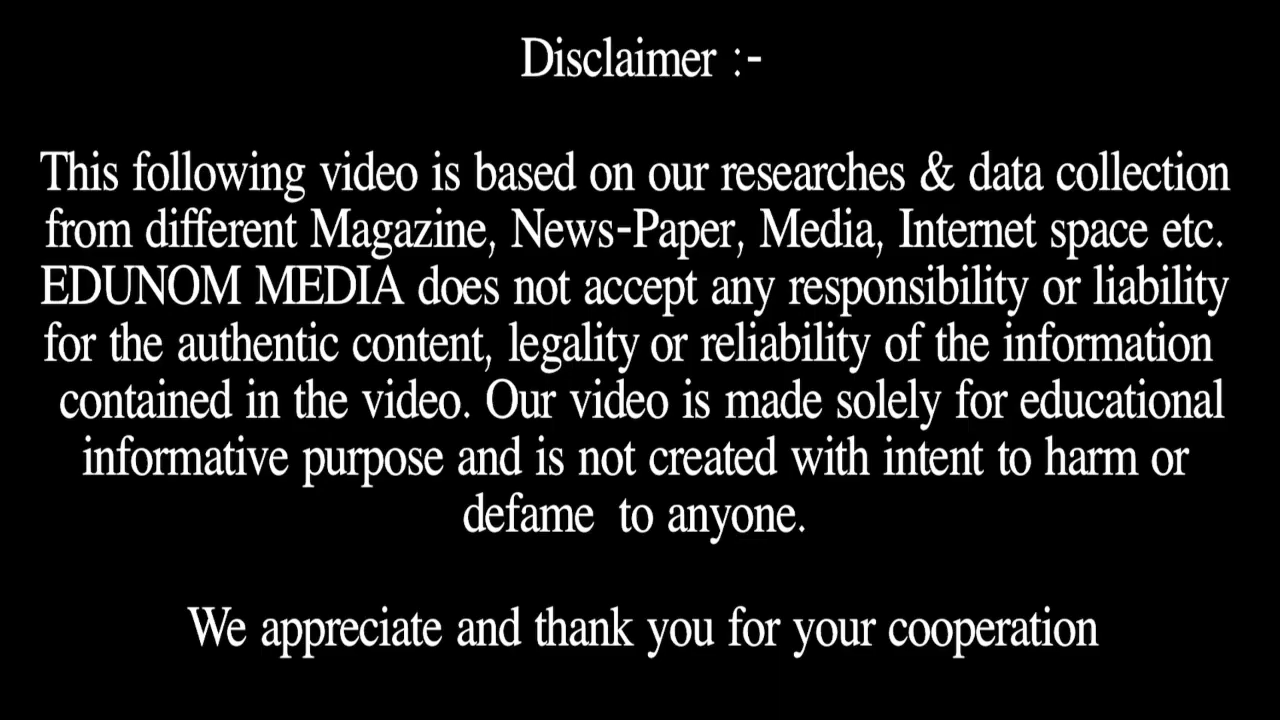 Disclaimer :-
This following video is based on our researches & data collection
from different Magazine, News-Paper, Media, Internet space etc.
EDUNOM MEDIA does not accept any responsibility or liability
for the authentic content, legality or reliability of the information
contained in the video. Our video is made solely for educational
informative purpose and is not created with intent to harm or
defame to anyone.
We appreciate and thank you for your cooperation